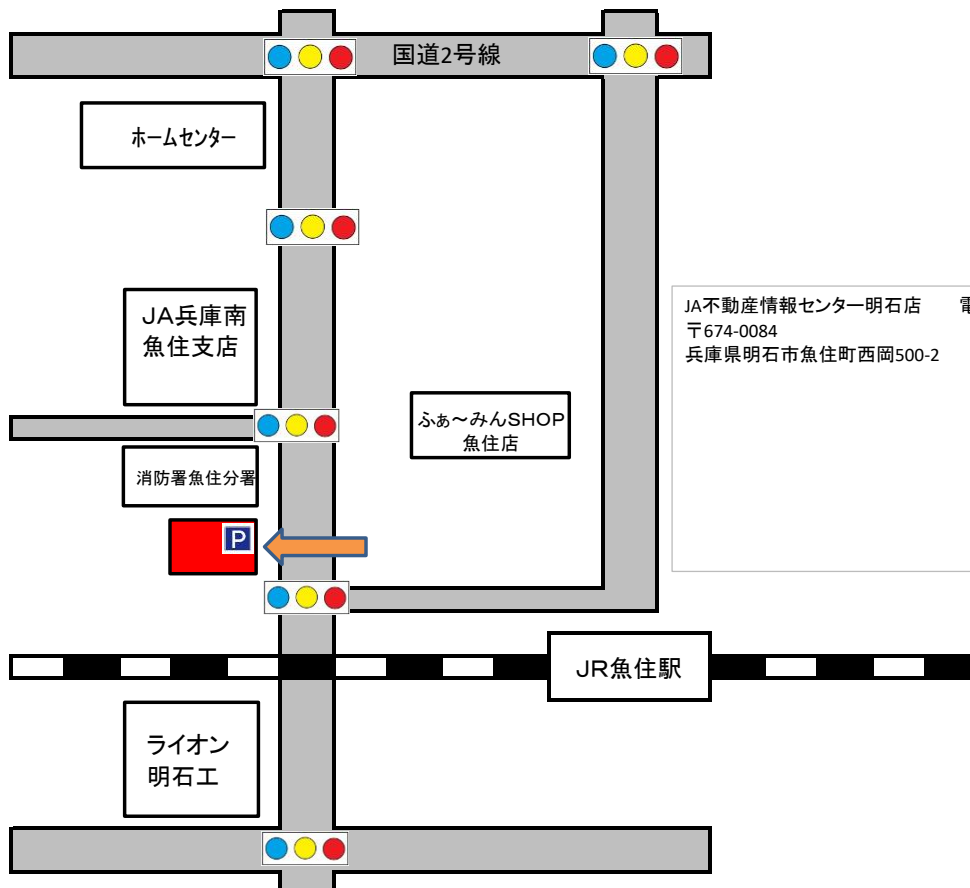 国道2号線
ホームセンター
JA兵庫南
魚住支店
JA不動産情報センター明石店　電
〒674-0084
兵庫県明石市魚住町西岡500-2
ふぁ～みんSHOP
魚住店
消防署魚住分署
P
JR魚住駅
ライオン
明石工